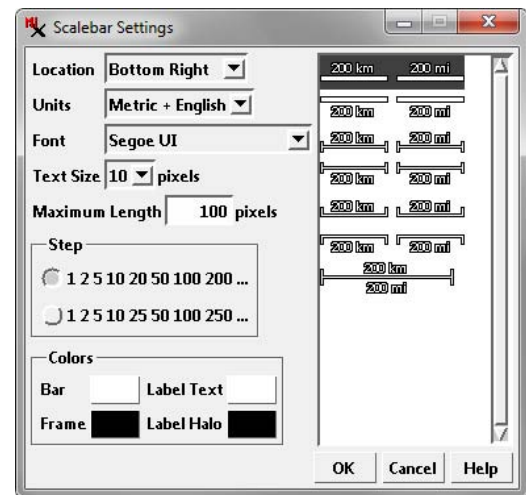 Scalebar Settings
Location Bottom Right
Units Metric + English
Font Segoe UI
Text Size 10 pixels
Maximum Length 100 pixels
Step
1 2 5 10 20 50 100 200 ...
1 2 5 10 25 50 100 250 ...
Colors
Bar Label Text
Frame Label Halo
200 km 200 mi
200 km 200 mi
200 km 200 mi
200 km 200 mi
200 km 200 mi
200 km 200 mi
200 km
200 mi
OK Cancel Help